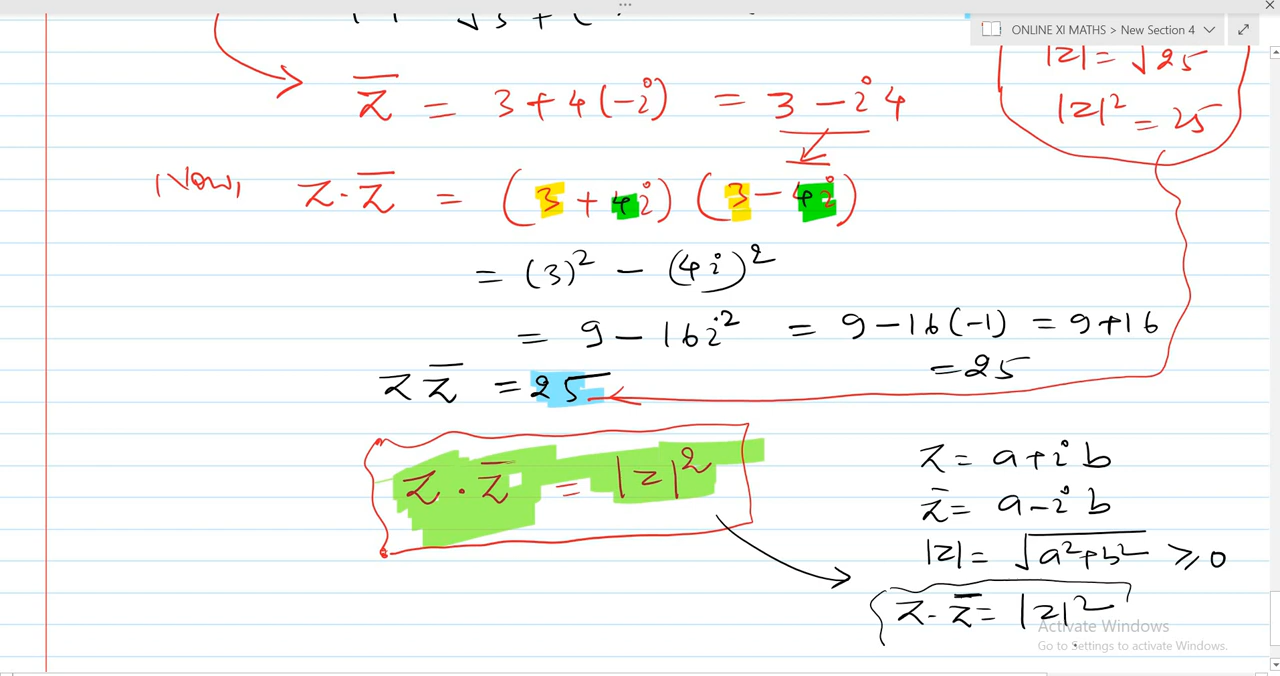 ONLINE XI MATHS > New Section 4
|z| = √25
|z|² = 25
z̅ = 3 + 4(-i) = 3 - i4
Now, z · z̅ = (3 + 4i) (3 - 4i)
= (3)² - (4i)²
= 9 - 16i² = 9 - 16(-1) = 9 + 16
= 25
z z̅ = 25
z · z̅ = |z|²
z = a + ib
z̅ = a - ib
|z| = √a² + b² ≥ 0
z · z̅ = |z|²
Activate Windows
Go to Settings to activate Windows.